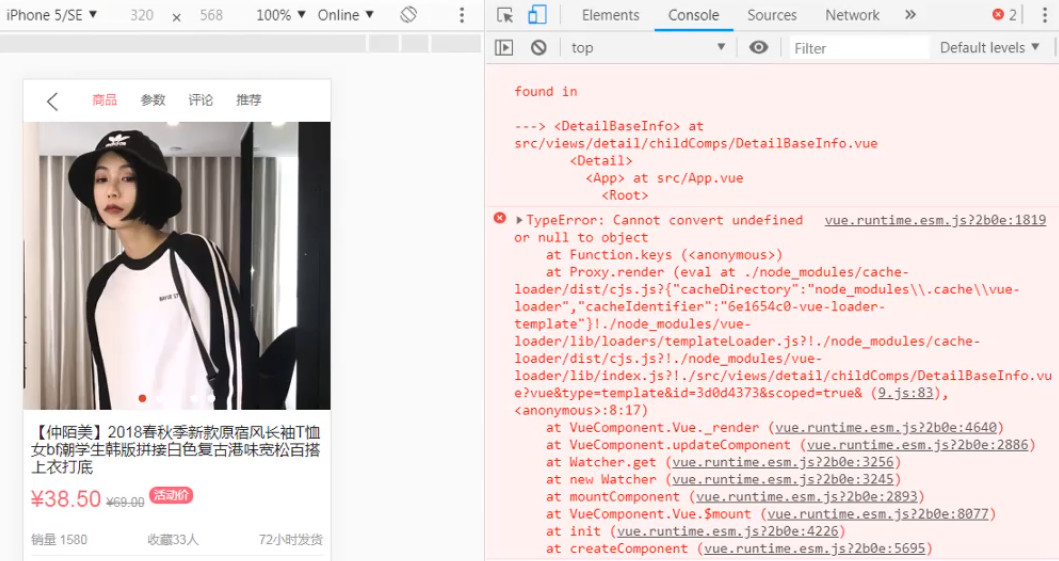 iPhone 5/SE ▼ 320 × 568 100% ▼ Online ▼
商品 参数 评论 推荐
adidas
【仲陌美】2018春秋季新款原宿风长袖T恤
女bf潮学生韩版拼接白色复古港味宽松百搭
上衣打底
¥38.50 ¥69.00 活动价
销量 1580 收藏33人 72小时发货
Elements Console Sources Network » 2
top ▼ Filter Default levels ▼
found in
---> <DetailBaseInfo> at
src/views/detail/childComps/DetailBaseInfo.vue
<Detail>
<App> at src/App.vue
<Root>
▶TypeError: Cannot convert undefined vue.runtime.esm.js?2b0e:1819
or null to object
at Function.keys (<anonymous>)
at Proxy.render (eval at ./node_modules/cache-
loader/dist/cjs.js?{"cacheDirectory":"node_modules\\.cache\\vue-
loader","cacheIdentifier":"6e1654c0-vue-loader-
template"}!./node_modules/vue-
loader/lib/loaders/templateLoader.js?!./node_modules/cache-
loader/dist/cjs.js?!./node_modules/vue-
loader/lib/index.js?!./src/views/detail/childComps/DetailBaseInfo.vu
e?vue&type=template&id=3d0d4373&scoped=true& (9.js:83),
<anonymous>:8:17)
at VueComponent.Vue._render (vue.runtime.esm.js?2b0e:4640)
at VueComponent.updateComponent (vue.runtime.esm.js?2b0e:2886)
at Watcher.get (vue.runtime.esm.js?2b0e:3256)
at new Watcher (vue.runtime.esm.js?2b0e:3245)
at mountComponent (vue.runtime.esm.js?2b0e:2893)
at VueComponent.Vue.$mount (vue.runtime.esm.js?2b0e:8077)
at init (vue.runtime.esm.js?2b0e:4226)
at createComponent (vue.runtime.esm.js?2b0e:5695)